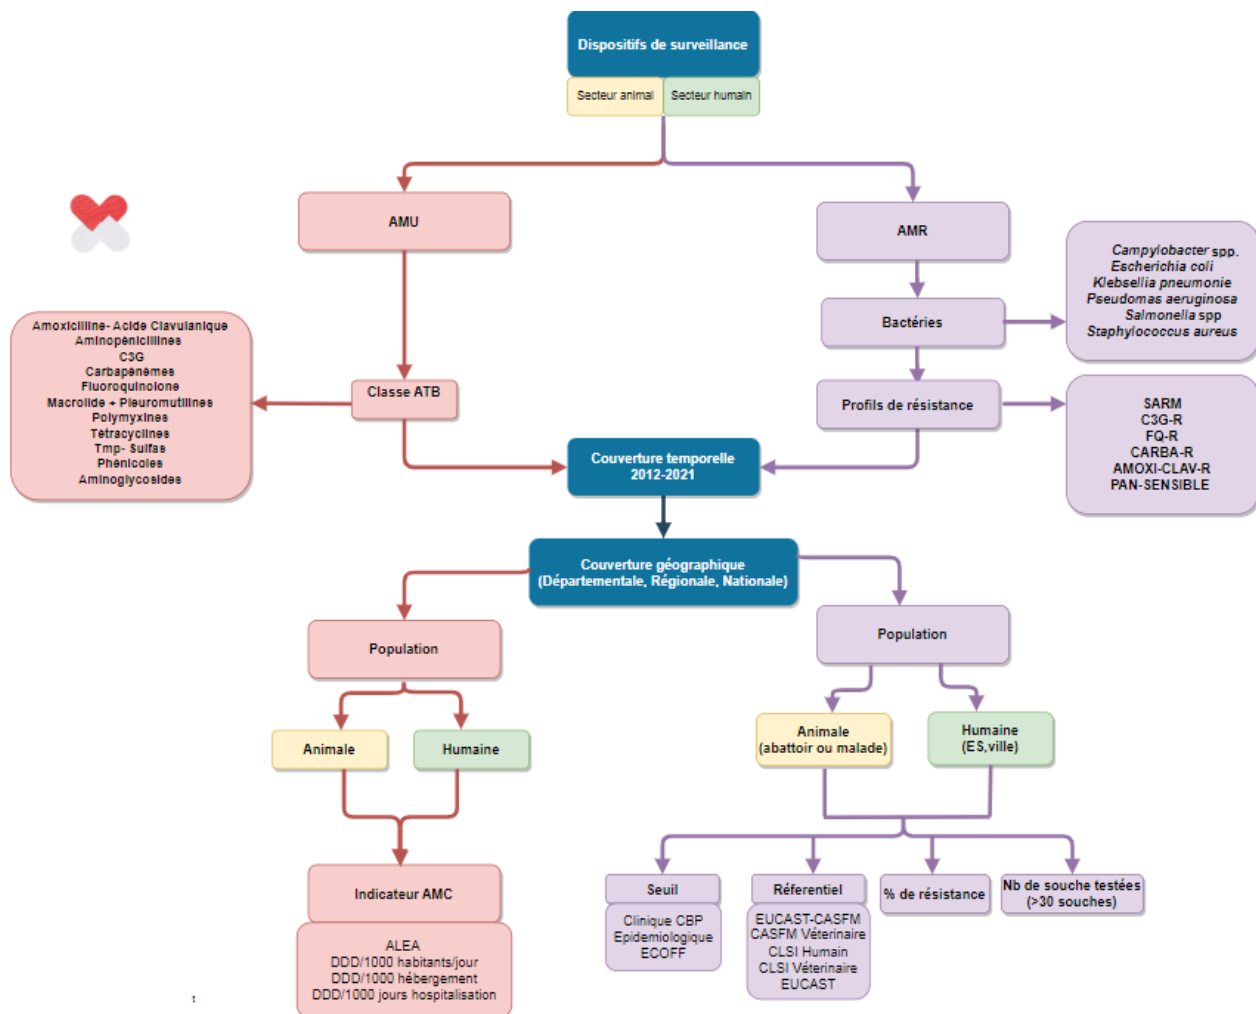 Dispositifs de surveillance
Secteur animal
Secteur humain
AMU
AMR
Campylobacter spp.
Escherichia coli
Klebsellia pneumonie
Pseudomas aeruginosa
Salmonella spp
Staphylococcus aureus
Bactéries
Amoxicilline- Acide Clavulanique
Aminopénicillines
C3G
Carbapénèmes
Fluoroquinolone
Macrolide + Pleuromutilines
Polymyxines
Tétracyclines
Tmp- Sulfas
Phénicoles
Aminoglycosides
Classe ATB
Profils de résistance
SARM
C3G-R
FQ-R
CARBA-R
AMOXI-CLAV-R
PAN-SENSIBLE
Couverture temporelle
2012-2021
Couverture géographique
(Départementale, Régionale, Nationale)
Population
Population
Animale
Humaine
Animale
(abattoir ou malade)
Humaine
(ES,ville)
Indicateur AMC
ALEA
DDD/1000 habitants/jour
DDD/1000 hébergement
DDD/1000 jours hospitalisation
Seuil
Clinique CBP
Epidemiologique
ECOFF
Réferentiel
EUCAST-CASFM
CASFM Véterinaire
CLSI Humain
CLSI Véterinaire
EUCAST
% de résistance
Nb de souche testées
(>30 souches)
t